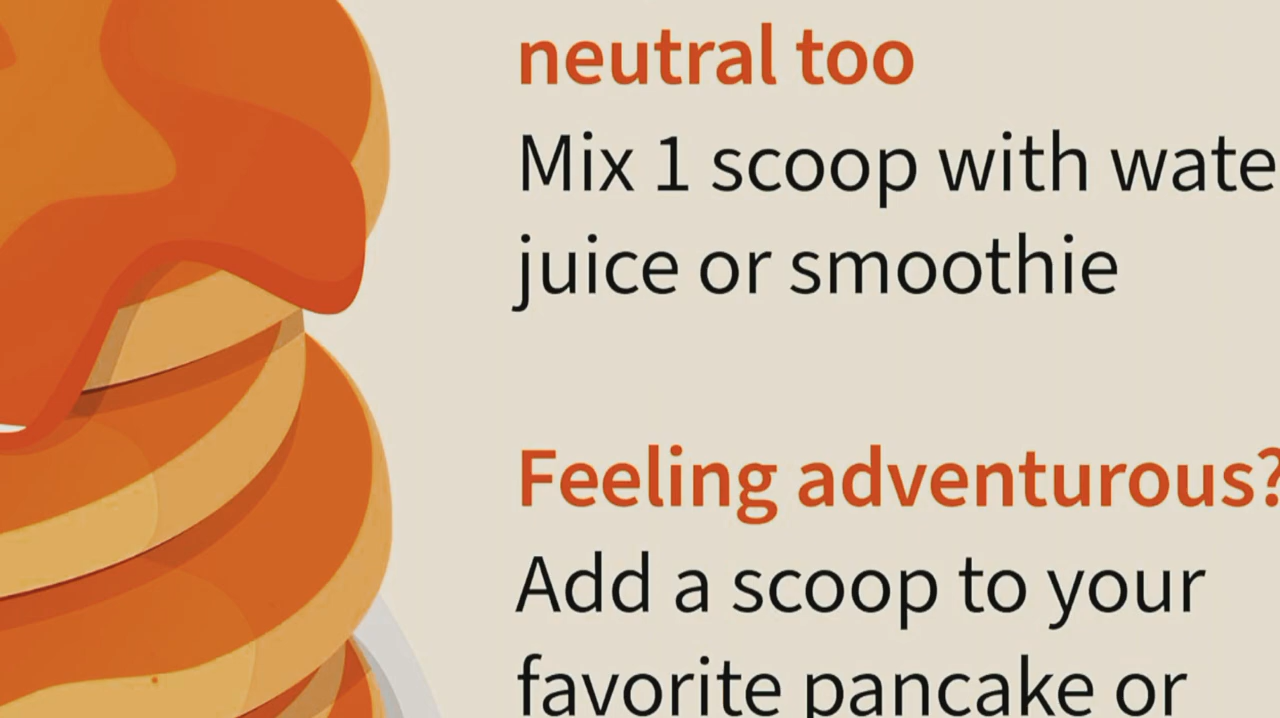 neutral too
Mix 1 scoop with wate
juice or smoothie
Feeling adventurous?
Add a scoop to your
favorite pancake or